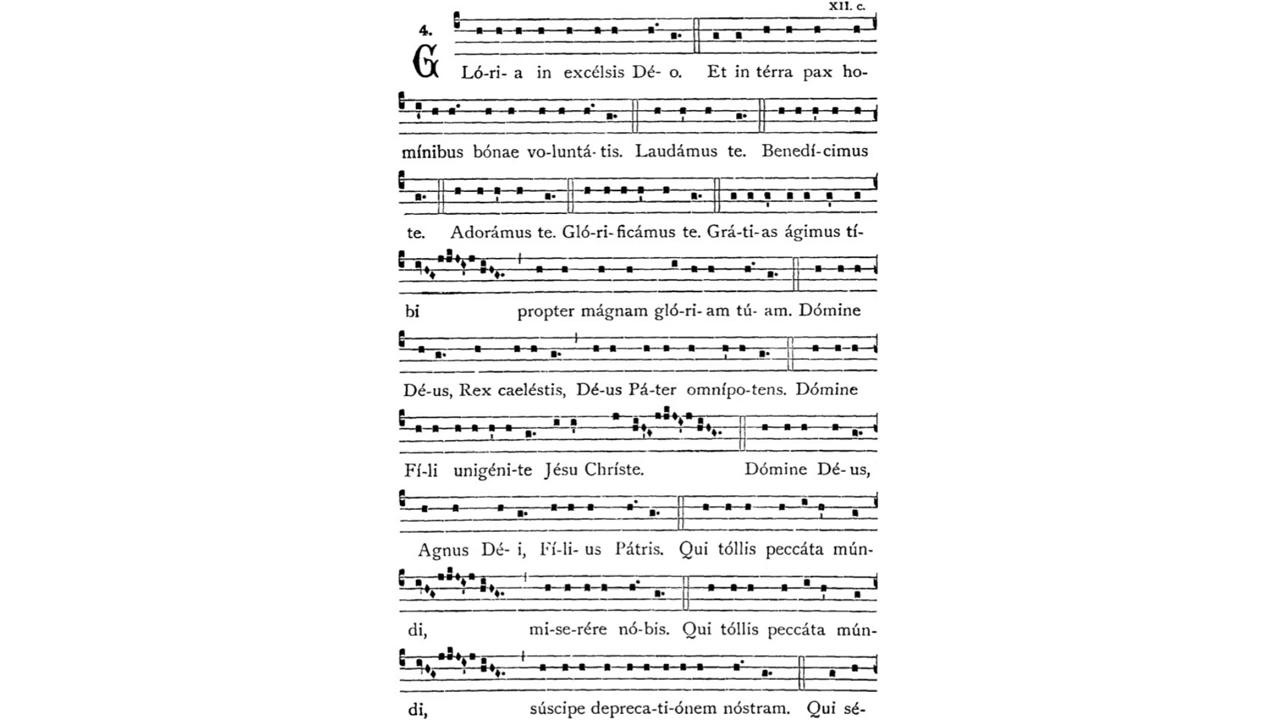 XII. c.
4.
GLó-ri- a in excélsis Dé- o. Et in térra pax ho-
mínibus bónae vo-luntá-tis. Laudámus te. Benedí-cimus
te. Adorámus te. Gló-ri-ficámus te. Grá-ti-as ágimus tí-
bi propter mágnam gló-ri- am tú- am. Dómine
Dé-us, Rex caeléstis, Dé-us Pá-ter omnípo-tens. Dómine
Fí-li unigéni-te Jésu Chríste. Dómine Dé-us,
Agnus Dé- i, Fí-li- us Pátris. Qui tóllis peccáta mún-
di, mi-se-rére nó-bis. Qui tóllis peccáta mún-
di, súscipe depreca-ti-ónem nóstram. Qui sé-